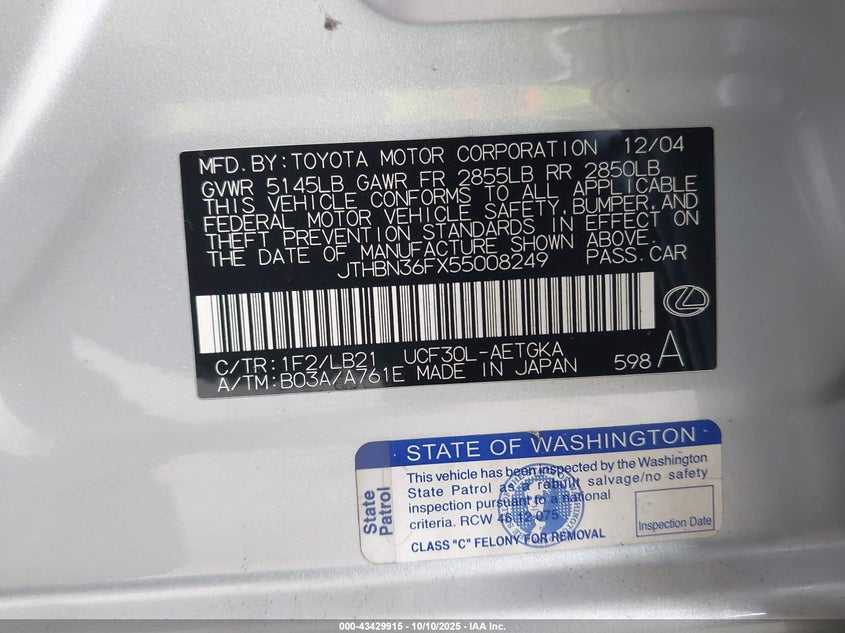 MFD. BY: TOYOTA MOTOR CORPORATION 12/04
GVWR 5145LB GAWR FR 2855LB RR 2850LB
THIS VEHICLE CONFORMS TO ALL APPLICABLE
FEDERAL MOTOR VEHICLE SAFETY, BUMPER, AND
THEFT PREVENTION STANDARDS IN EFFECT ON
THE DATE OF MANUFACTURE SHOWN ABOVE.
JTHBN36FX55008249 PASS. CAR
C/TR: 1F2/LB21 UCF30L-AETGKA
A/TM: B03A/A761E MADE IN JAPAN 598 A
STATE OF WASHINGTON
State Patrol
This vehicle has been inspected by the Washington
State Patrol as a rebuilt salvage/no safety
inspection pursuant to a national
criteria. RCW 46.12.075
CLASS "C" FELONY FOR REMOVAL
Inspection Date
000-43429915 - 10/10/2025 - IAA Inc.